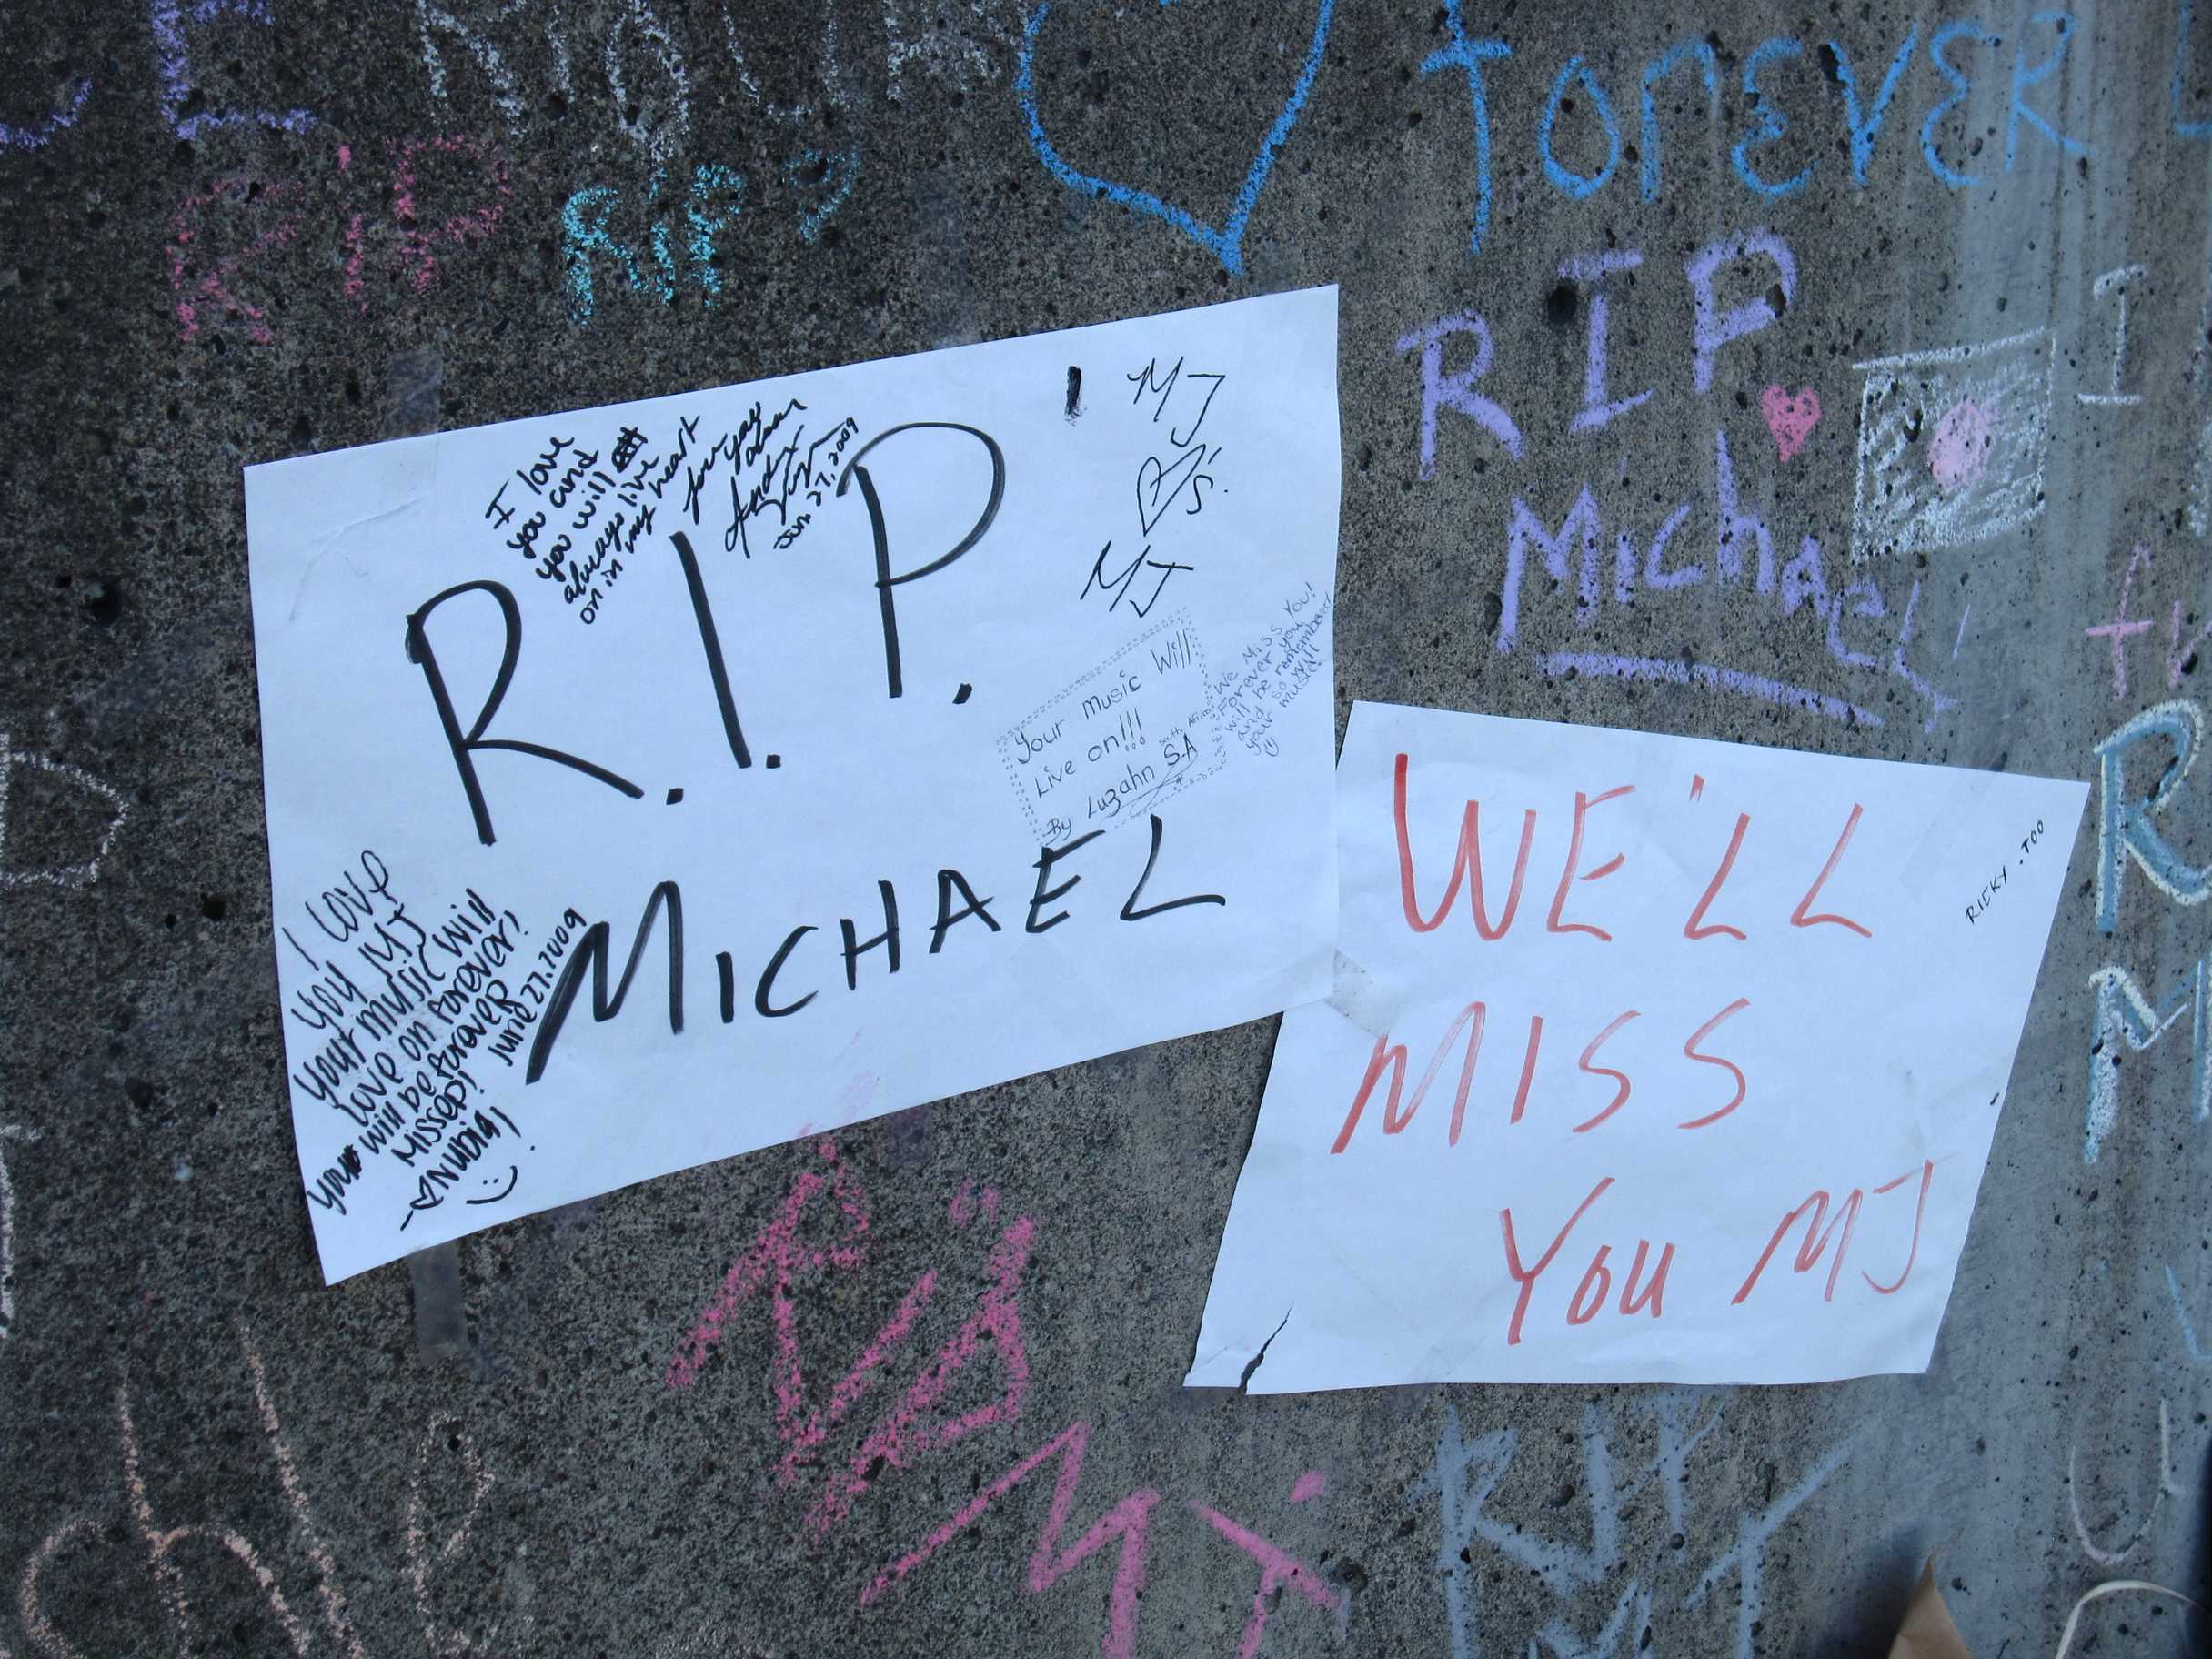 forEVER
RIP
RIP
RIP
Michael
I love
you and
you will
always live
on in my heart
Jun. 27, 2009
R.I.P.
MICHAEL
MJ
MJ
Your Music Will
Live on!!!
By Luzahn S.A
South Africa
We Miss You!
Forever you
will be remembered
and so will
your music!
I LOVE
you MJ
your music will
Love on forever!
your will be forever
MISSED! June 27.2009
NUDIA!
WE'LL
MISS
YOU MJ
RICKY. TOO
I
R
M
RIP
MJ
RIP
MJ